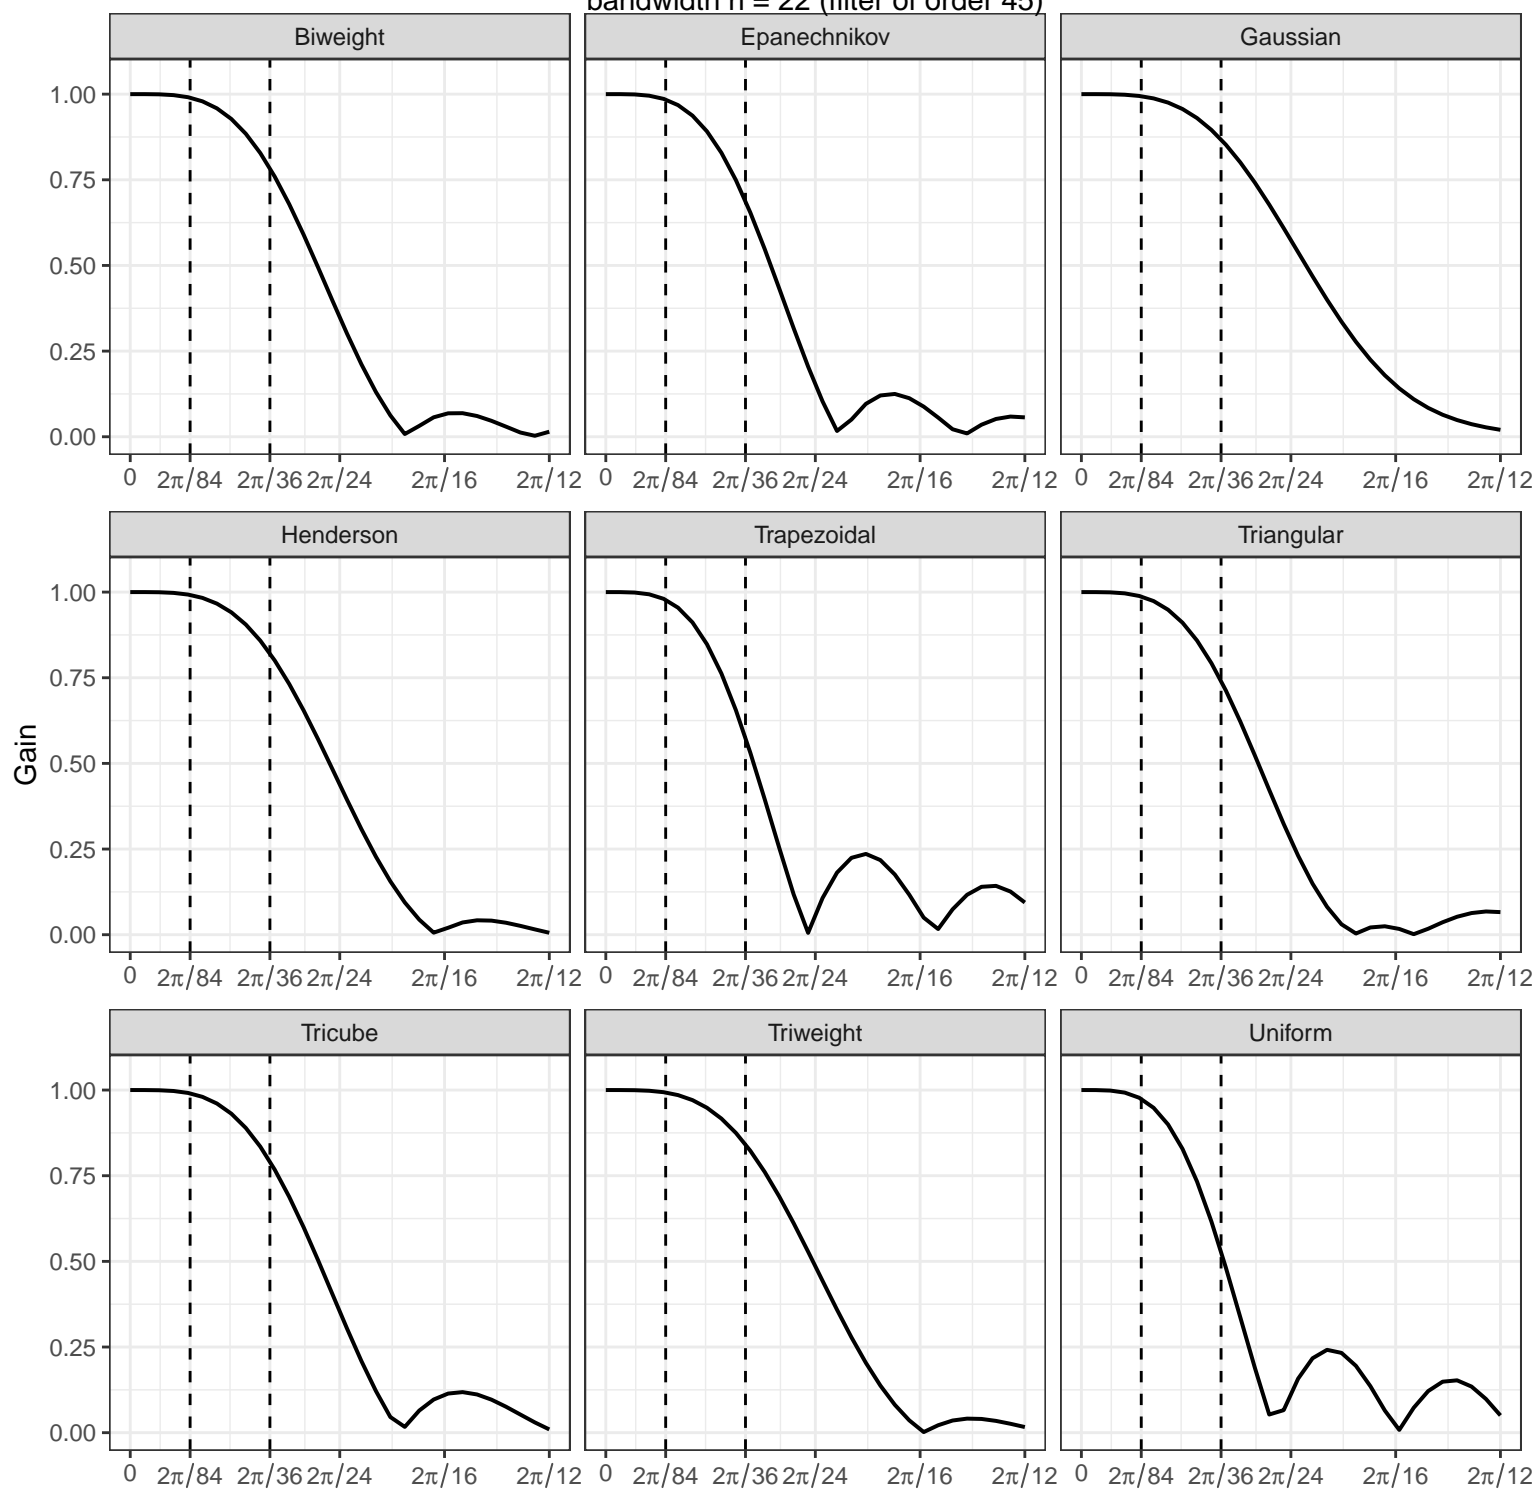 bandwidth h = 22 (filter of order 45)
Biweight Epanechnikov Gaussian
1.00
0.75
0.50
0.25
0.00
0 2π/84 2π/36 2π/24 2π/16 2π/12 0 2π/84 2π/36 2π/24 2π/16 2π/12 0 2π/84 2π/36 2π/24 2π/16 2π/12
Henderson Trapezoidal Triangular
Gain
1.00
0.75
0.50
0.25
0.00
0 2π/84 2π/36 2π/24 2π/16 2π/12 0 2π/84 2π/36 2π/24 2π/16 2π/12 0 2π/84 2π/36 2π/24 2π/16 2π/12
Tricube Triweight Uniform
1.00
0.75
0.50
0.25
0.00
0 2π/84 2π/36 2π/24 2π/16 2π/12 0 2π/84 2π/36 2π/24 2π/16 2π/12 0 2π/84 2π/36 2π/24 2π/16 2π/12